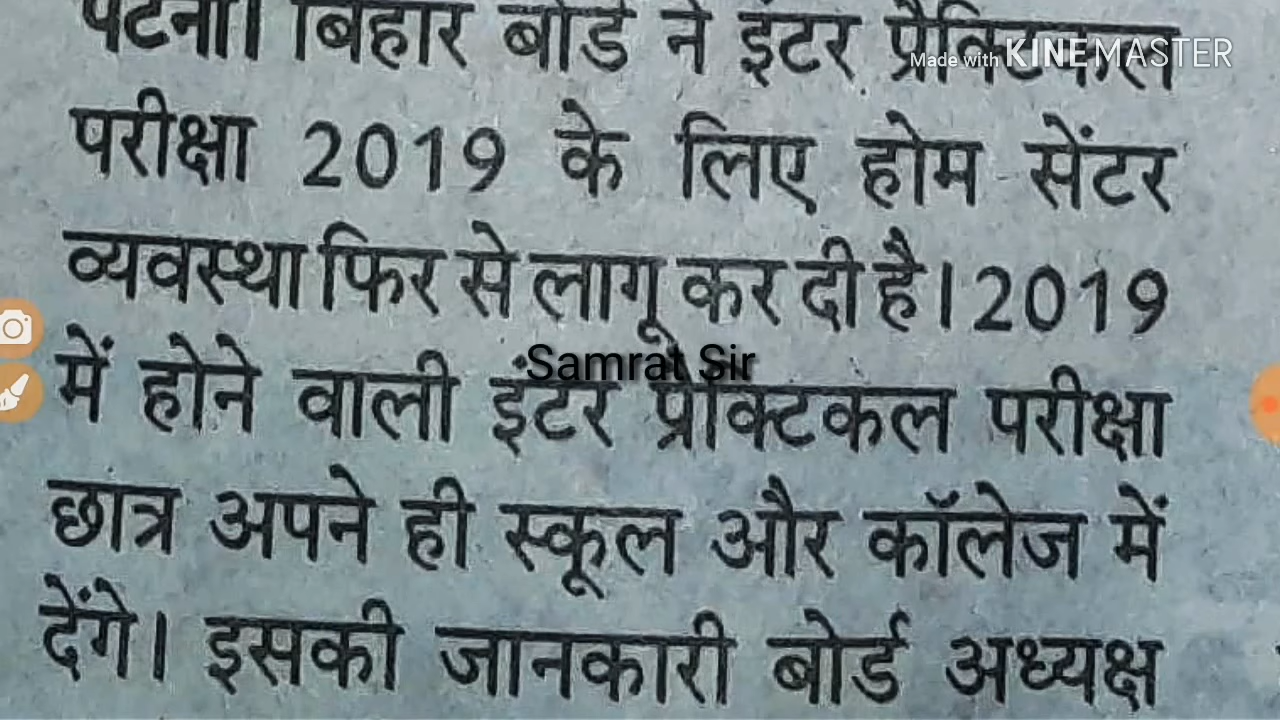 पटना। बिहार बोर्ड ने इंटर प्रैक्टिकल
Made with KINEMASTER
परीक्षा 2019 के लिए होम सेंटर
व्यवस्था फिर से लागू कर दी है। 2019
Samrat Sir
में होने वाली इंटर प्रैक्टिकल परीक्षा
छात्र अपने ही स्कूल और कॉलेज में
देंगे। इसकी जानकारी बोर्ड अध्यक्ष